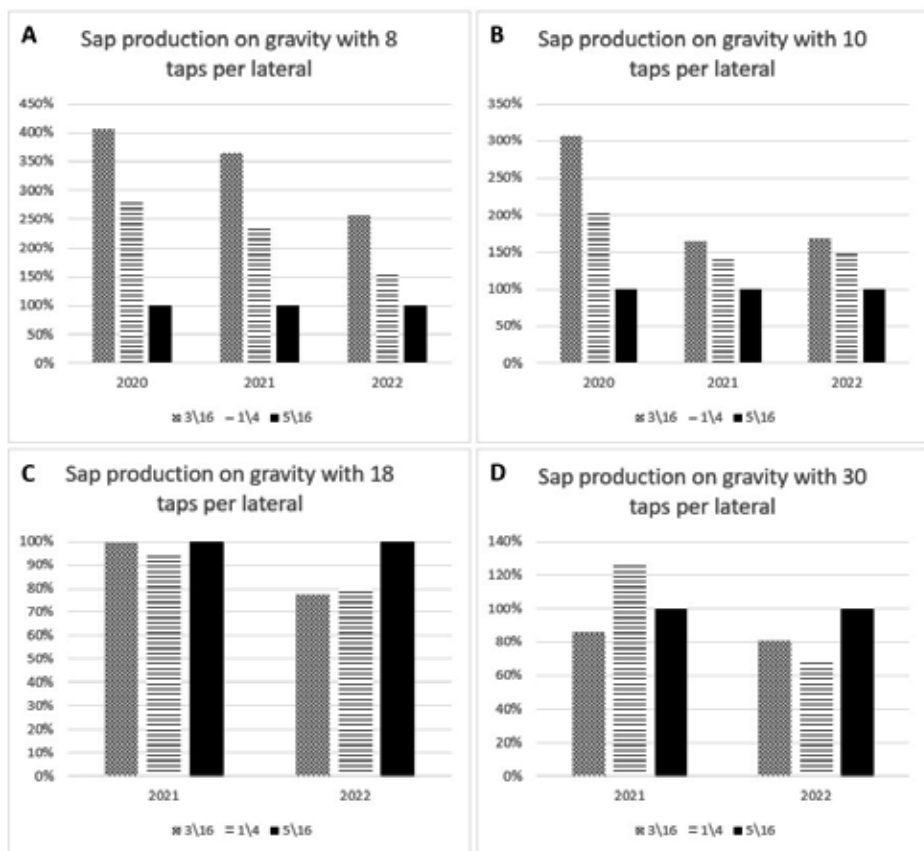 A
Sap production on gravity with 8
taps per lateral
450%
400%
350%
300%
250%
200%
150%
100%
50%
0%
2020 2021 2022
3\16 1\4 5\16
B
Sap production on gravity with 10
taps per lateral
350%
300%
250%
200%
150%
100%
50%
0%
2020 2021 2022
3\16 1\4 5\16
C
Sap production on gravity with 18
taps per lateral
100%
90%
80%
70%
60%
50%
40%
30%
20%
10%
0%
2021 2022
3\16 1\4 5\16
D
Sap production on gravity with 30
taps per lateral
140%
120%
100%
80%
60%
40%
20%
0%
2021 2022
3\16 1\4 5\16